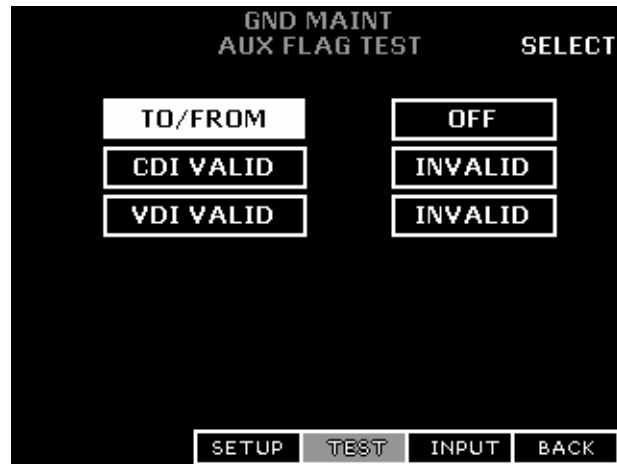 GND MAINT
AUX FLAG TEST SELECT
TO/FROM OFF
CDI VALID INVALID
VDI VALID INVALID
SETUP TEST INPUT BACK